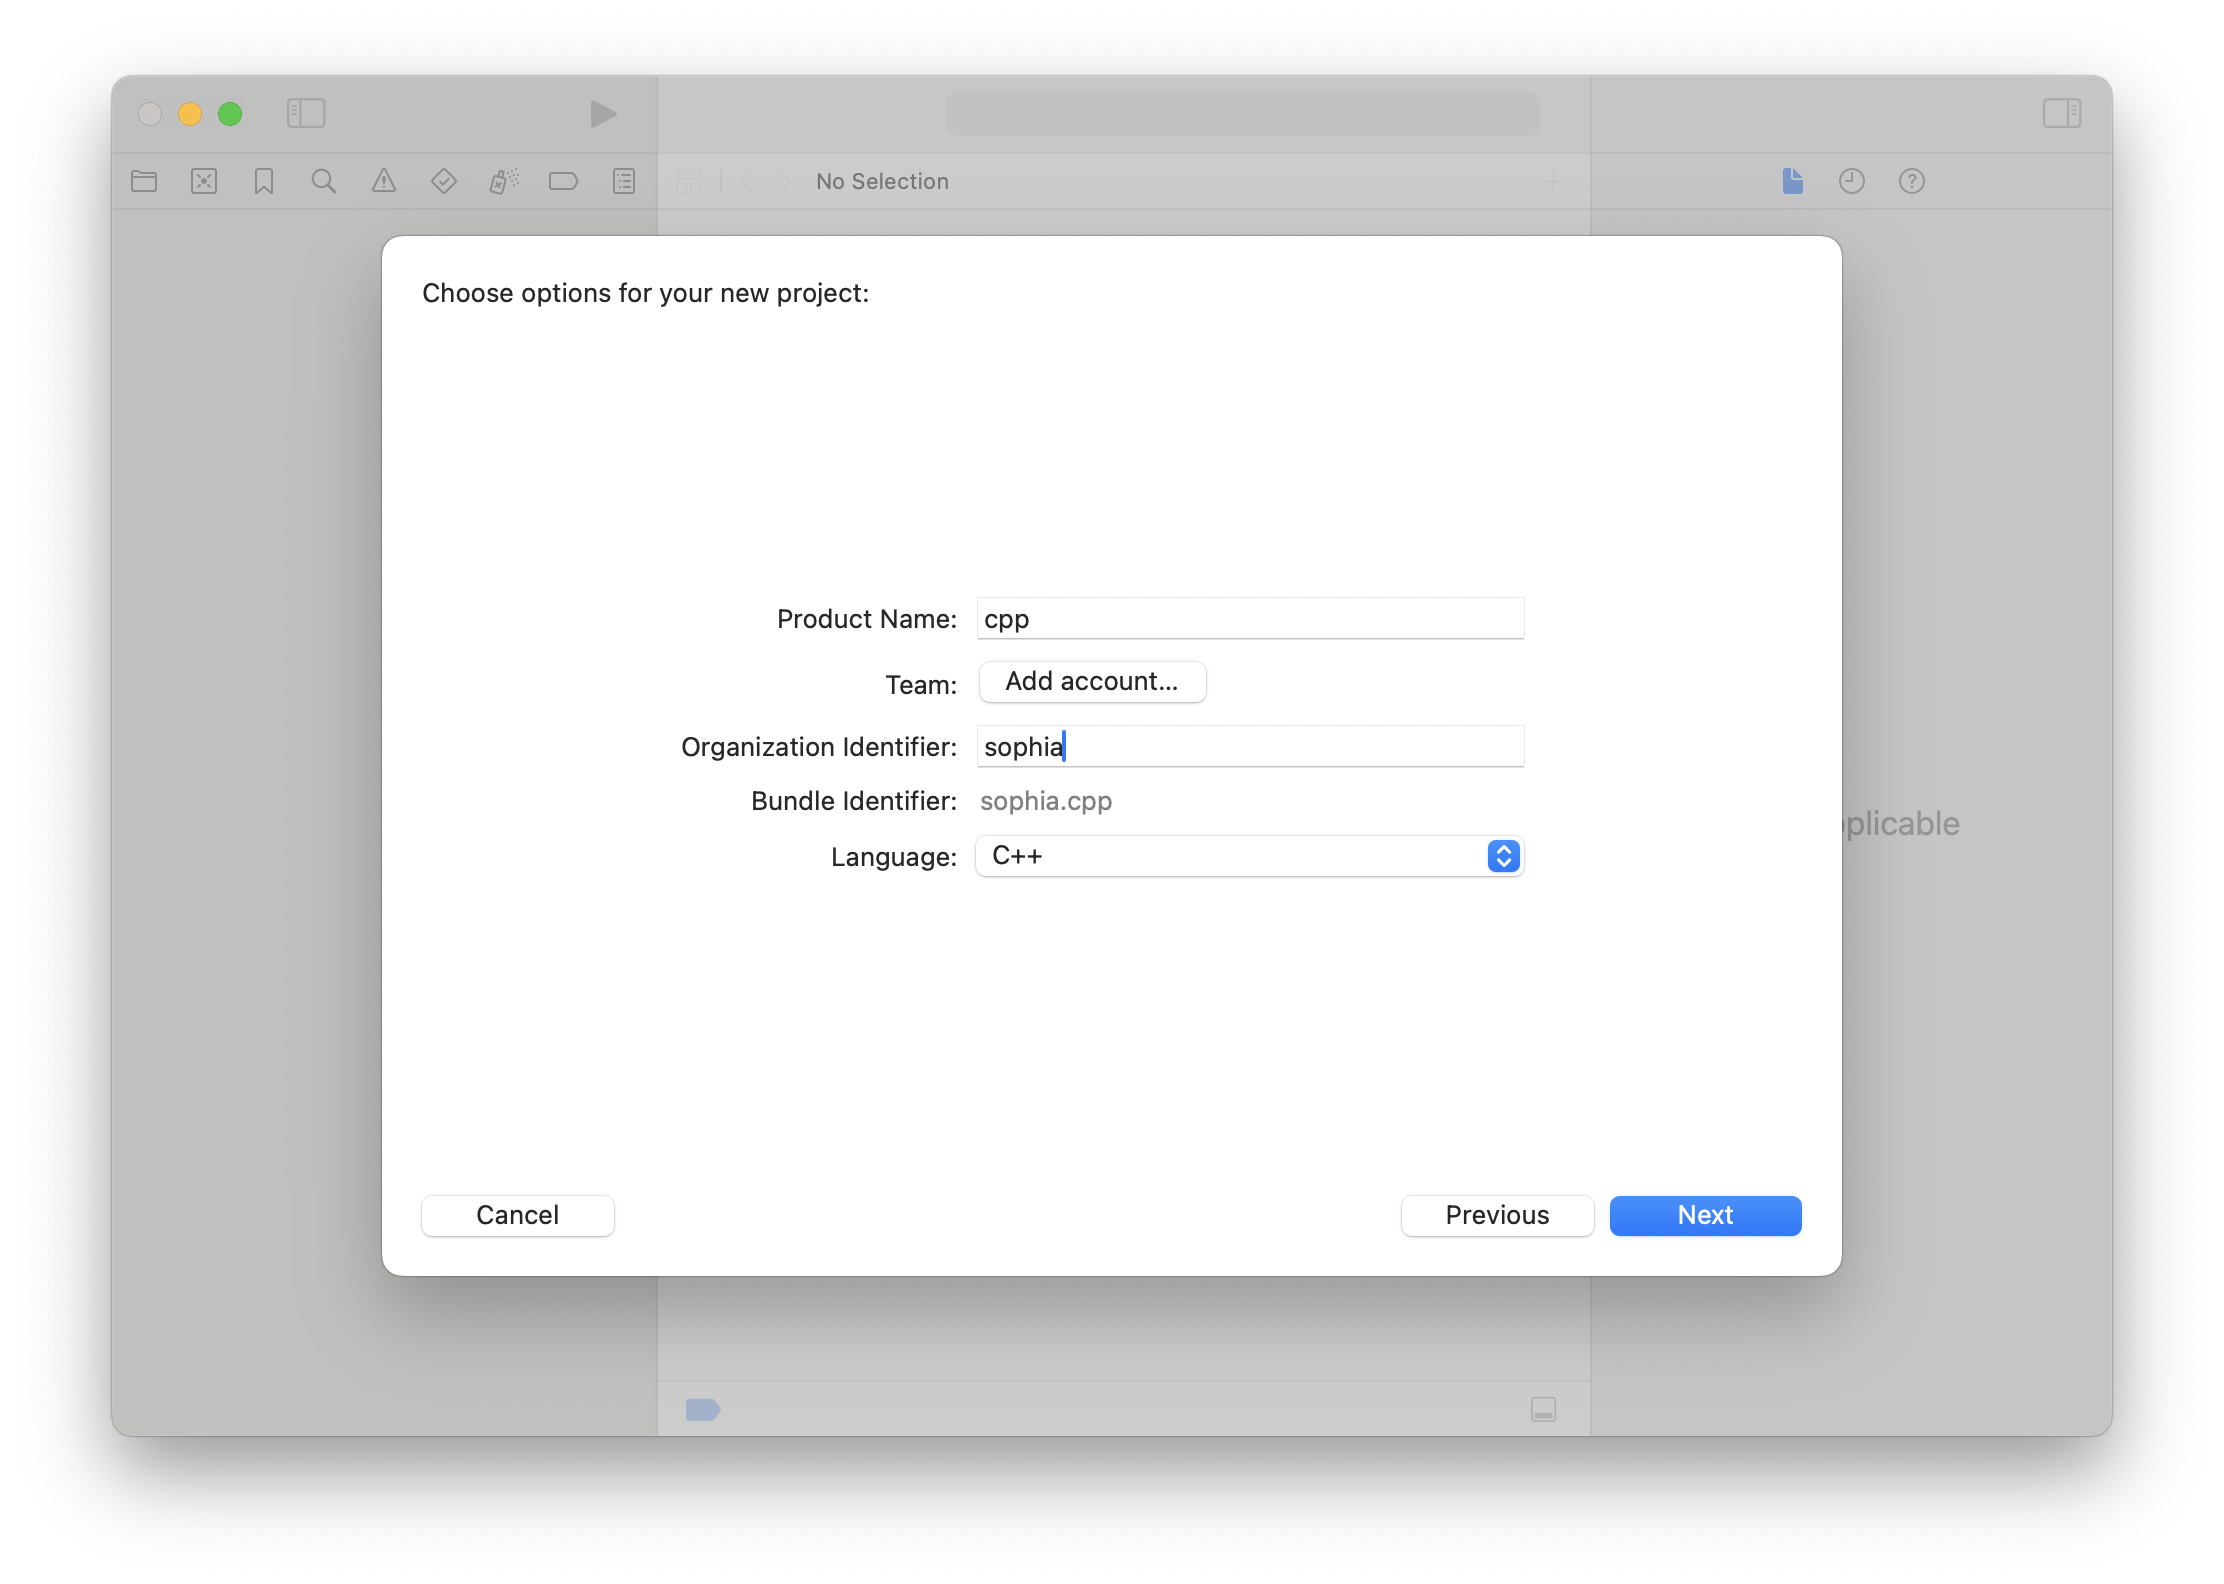 No Selection
Choose options for your new project:
Product Name: cpp
Team: Add account...
Organization Identifier: sophia
Bundle Identifier: sophia.cpp
Language: C++
Cancel
Previous
Next